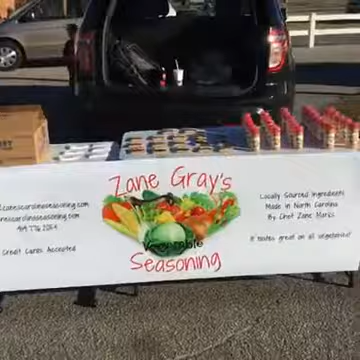 Zane Gray's
Vegetable
Seasoning
Credit Cards Accepted
Locally Sourced Ingredients
Made in North Carolina
By Chef Zane Marks
It tastes great on all vegetables!